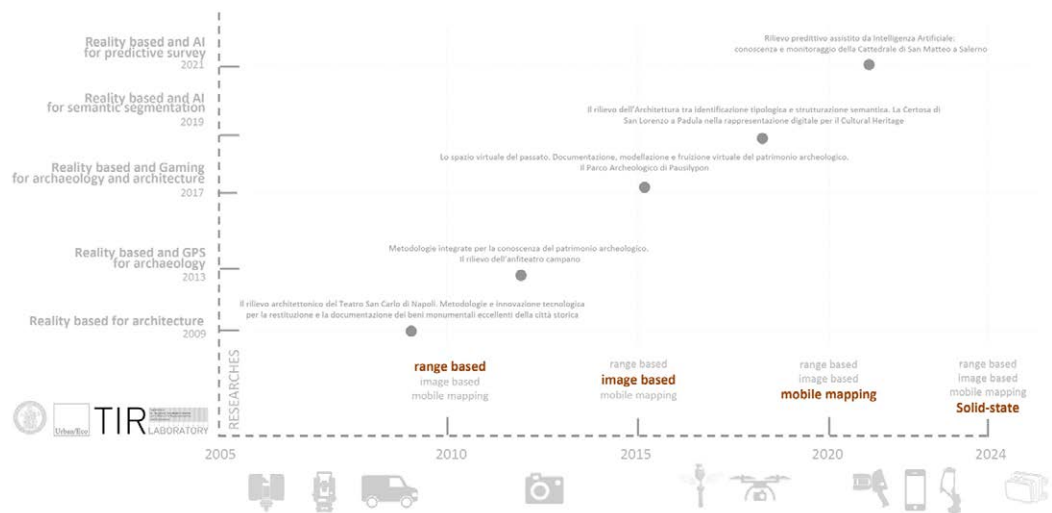 Reality based and AI
for predictive survey
2021
Rilievo predittivo assistito da Intelligenza Artificiale:
conoscenza e monitoraggio della Cattedrale di San Matteo a Salerno
Reality based and AI
for semantic segmentation
2019
Il rilievo dell'Architettura tra identificazione tipologica e strutturazione semantica. La Certosa di
San Lorenzo a Padula nella rappresentazione digitale per il Cultural Heritage
Reality based and Gaming
for archaeology and architecture
2017
Lo spazio virtuale del passato. Documentazione, modellazione e fruizione virtuale del patrimonio archeologico.
Il Parco Archeologico di Pausilypon
Reality based and GPS
for archaeology
2013
Metodologie integrate per la conoscenza del patrimonio archeologico.
Il rilievo dell'anfiteatro campano
Reality based for architecture
2009
Il rilievo architettonico del Teatro San Carlo di Napoli. Metodologie e innovazione tecnologica
per la restituzione e la documentazione dei beni monumentali eccellenti della città storica
RESEARCHES
range based
image based
mobile mapping
range based
image based
mobile mapping
range based
image based
mobile mapping
range based
image based
mobile mapping
Solid-state
Urban/Eco
TIR
LABORATORY
2005
2010
2015
2020
2024